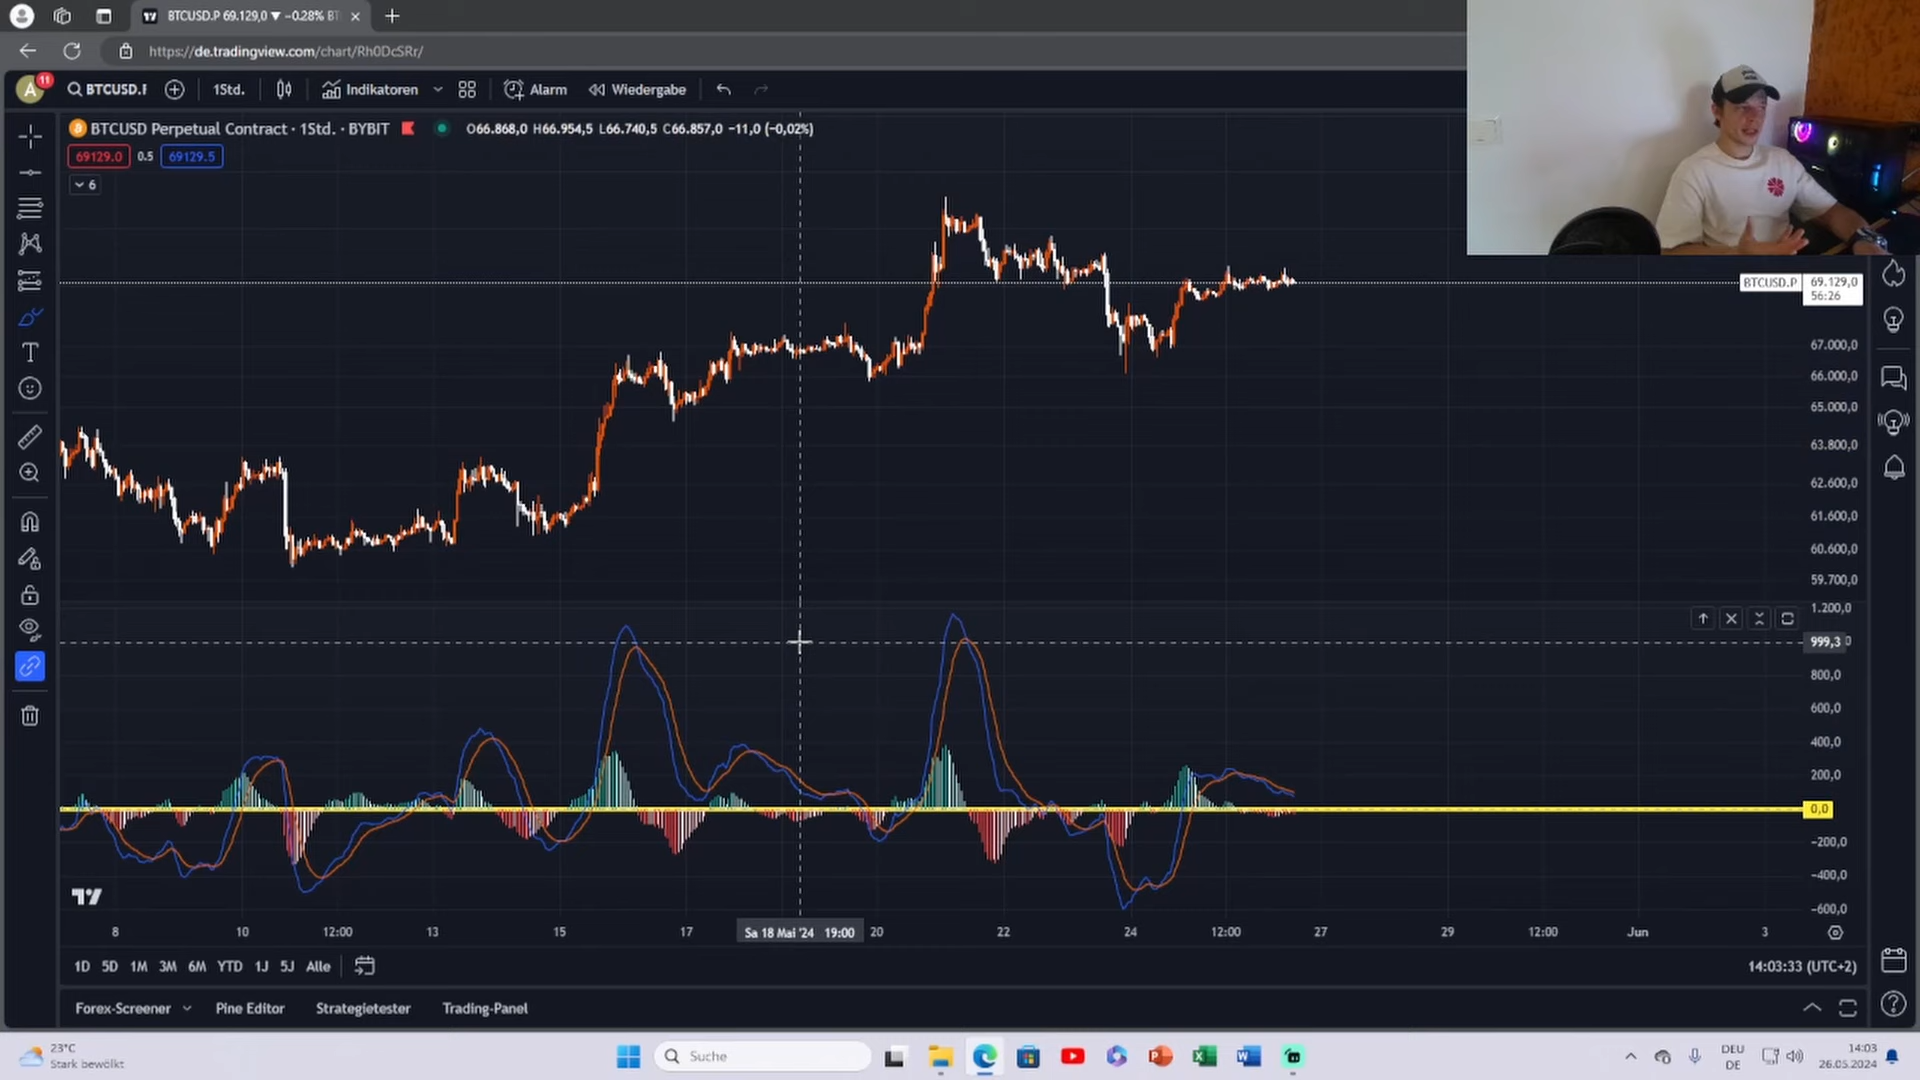 BTCUSD.P 69.129,0 ▼ −0.28% BT
https://de.tradingview.com/chart/Rh0DcSRr/
A
11
BTCUSD.F
1Std.
Indikatoren
Alarm
Wiedergabe
BTCUSD Perpetual Contract · 1Std. · BYBIT
O66.868,0 H66.954,5 L66.740,5 C66.857,0 −11,0 (−0,02%)
69129.0
0.5
69129.5
6
BTCUSD.P
69.129,0
56:26
67.000,0
66.000,0
65.000,0
63.800,0
62.600,0
61.600,0
60.600,0
59.700,0
1.200,0
999,3
800,0
600,0
400,0
200,0
0,0
−200,0
−400,0
−600,0
8
10
12:00
13
15
17
Sa 18 Mai '24 19:00
20
22
24
12:00
27
29
12:00
Jun
3
1D 5D 1M 3M 6M YTD 1J 5J Alle
14:03:33 (UTC+2)
Forex-Screener
Pine Editor
Strategietester
Trading-Panel
23°C
Stark bewölkt
Suche
DEU
DE
14:03
26.05.2024